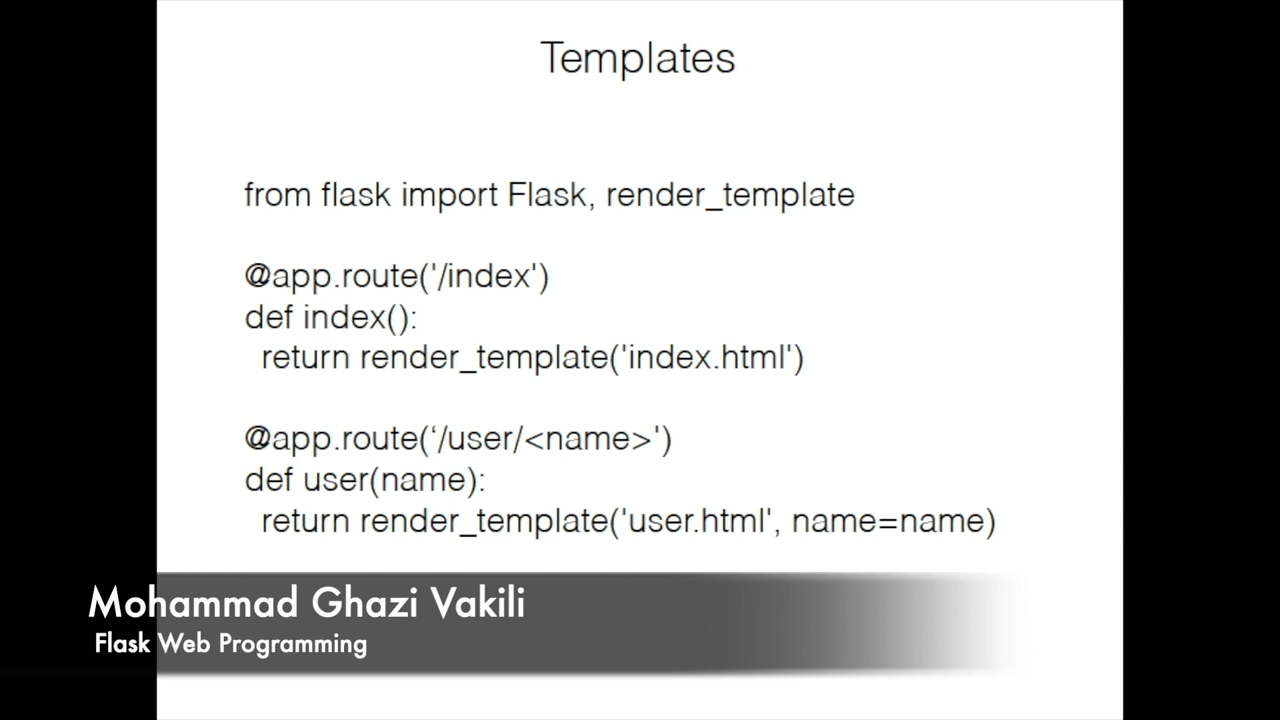 Templates
from flask import Flask, render_template
@app.route('/index')
def index():
return render_template('index.html')
@app.route(‘/user/<name>')
def user(name):
return render_template('user.html', name=name)
Mohammad Ghazi Vakili
Flask Web Programming